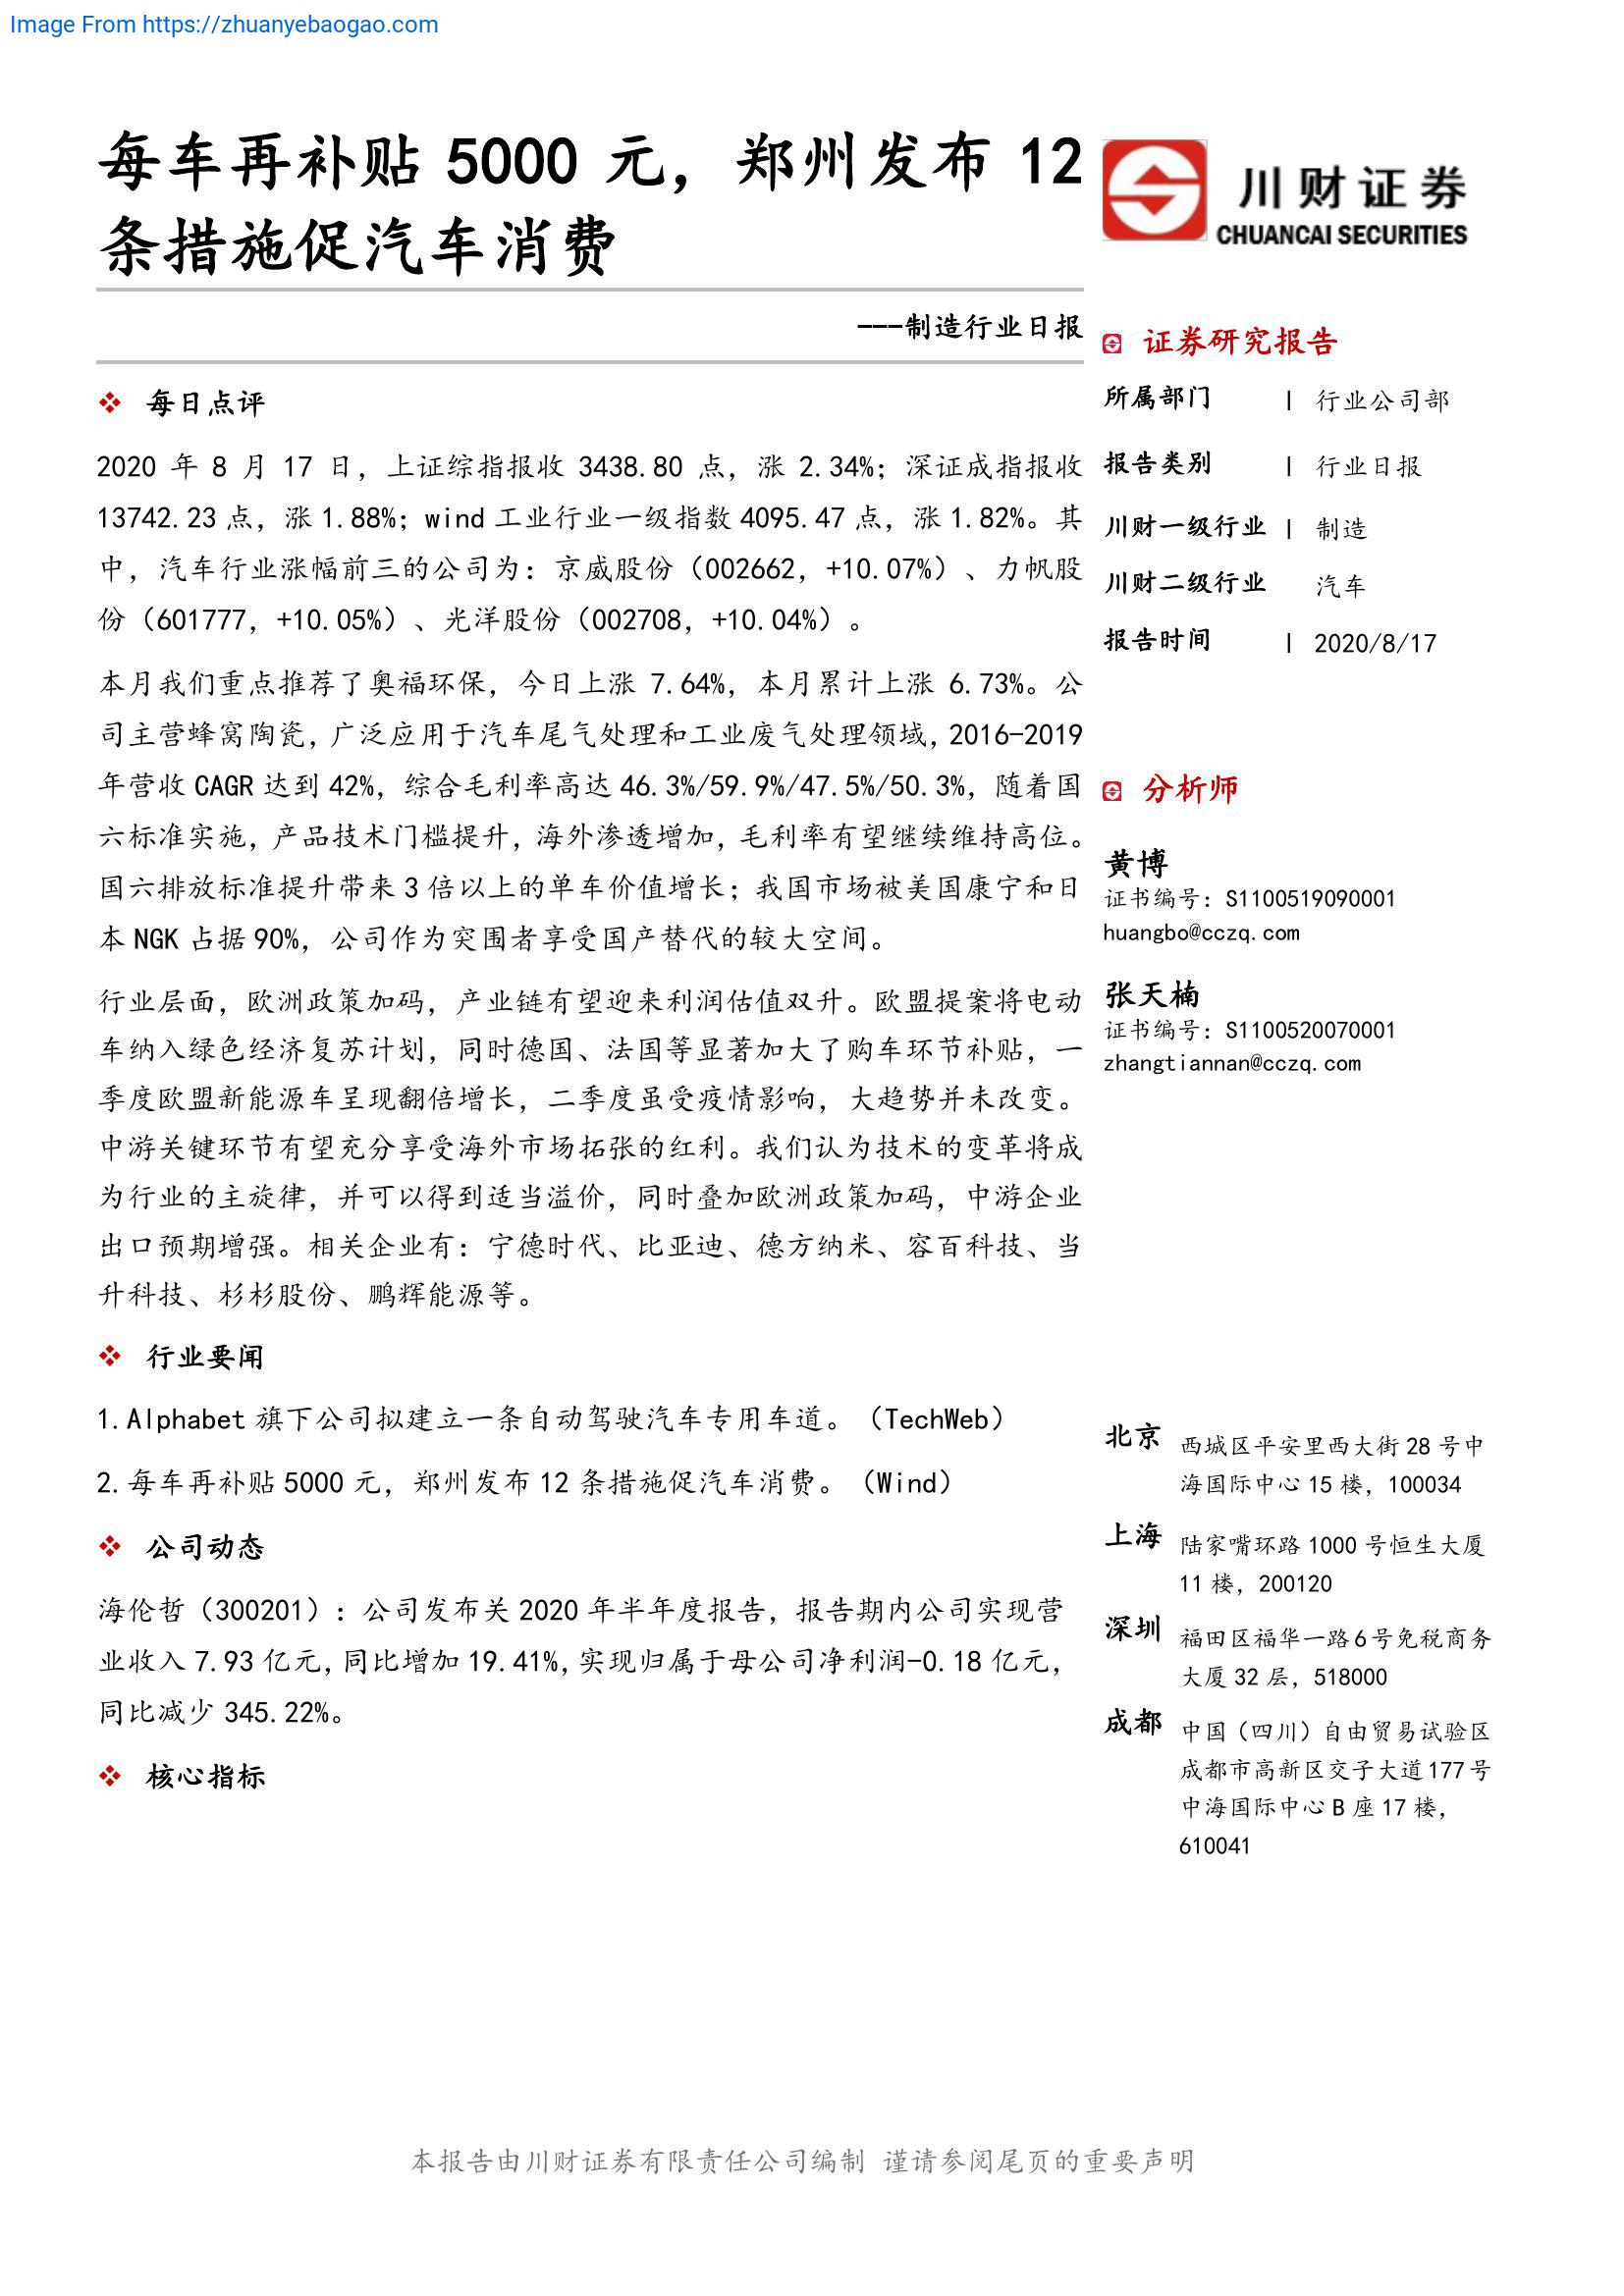 Image From https://zhuanyebaogao.com
每车再补贴 5000 元，郑州发布 12
条措施促汽车消费
川财证券
CHUANCAI SECURITIES
---制造行业日报
每日点评
2020 年 8 月 17 日，上证综指报收 3438.80 点，涨 2.34%；深证成指报收
13742.23 点，涨 1.88%；wind 工业行业一级指数 4095.47 点，涨 1.82%。其
中，汽车行业涨幅前三的公司为：京威股份（002662，+10.07%）、力帆股
份（601777，+10.05%）、光洋股份（002708，+10.04%）。
本月我们重点推荐了奥福环保，今日上涨 7.64%，本月累计上涨 6.73%。公
司主营蜂窝陶瓷，广泛应用于汽车尾气处理和工业废气处理领域，2016-2019
年营收 CAGR 达到 42%，综合毛利率高达 46.3%/59.9%/47.5%/50.3%，随着国
六标准实施，产品技术门槛提升，海外渗透增加，毛利率有望继续维持高位。
国六排放标准提升带来 3 倍以上的单车价值增长；我国市场被美国康宁和日
本 NGK 占据 90%，公司作为突围者享受国产替代的较大空间。
行业层面，欧洲政策加码，产业链有望迎来利润估值双升。欧盟提案将电动
车纳入绿色经济复苏计划，同时德国、法国等显著加大了购车环节补贴，一
季度欧盟新能源车呈现翻倍增长，二季度虽受疫情影响，大趋势并未改变。
中游关键环节有望充分享受海外市场拓张的红利。我们认为技术的变革将成
为行业的主旋律，并可以得到适当溢价，同时叠加欧洲政策加码，中游企业
出口预期增强。相关企业有：宁德时代、比亚迪、德方纳米、容百科技、当
升科技、杉杉股份、鹏辉能源等。
行业要闻
1.Alphabet 旗下公司拟建立一条自动驾驶汽车专用车道。（TechWeb）
2.每车再补贴 5000 元，郑州发布 12 条措施促汽车消费。（Wind）
公司动态
海伦哲（300201）：公司发布关 2020 年半年度报告，报告期内公司实现营
业收入 7.93 亿元，同比增加 19.41%，实现归属于母公司净利润-0.18 亿元，
同比减少 345.22%。
核心指标
证券研究报告
所属部门 | 行业公司部
报告类别 | 行业日报
川财一级行业 | 制造
川财二级行业 汽车
报告时间 | 2020/8/17
分析师
黄博
证书编号：S1100519090001
huangbo@cczq.com
张天楠
证书编号：S1100520070001
zhangtiannan@cczq.com
北京 西城区平安里西大街 28 号中
海国际中心 15 楼，100034
上海 陆家嘴环路 1000 号恒生大厦
11 楼，200120
深圳 福田区福华一路 6 号免税商务
大厦 32 层，518000
成都 中国（四川）自由贸易试验区
成都市高新区交子大道 177 号
中海国际中心 B 座 17 楼，
610041
本报告由川财证券有限责任公司编制 谨请参阅尾页的重要声明